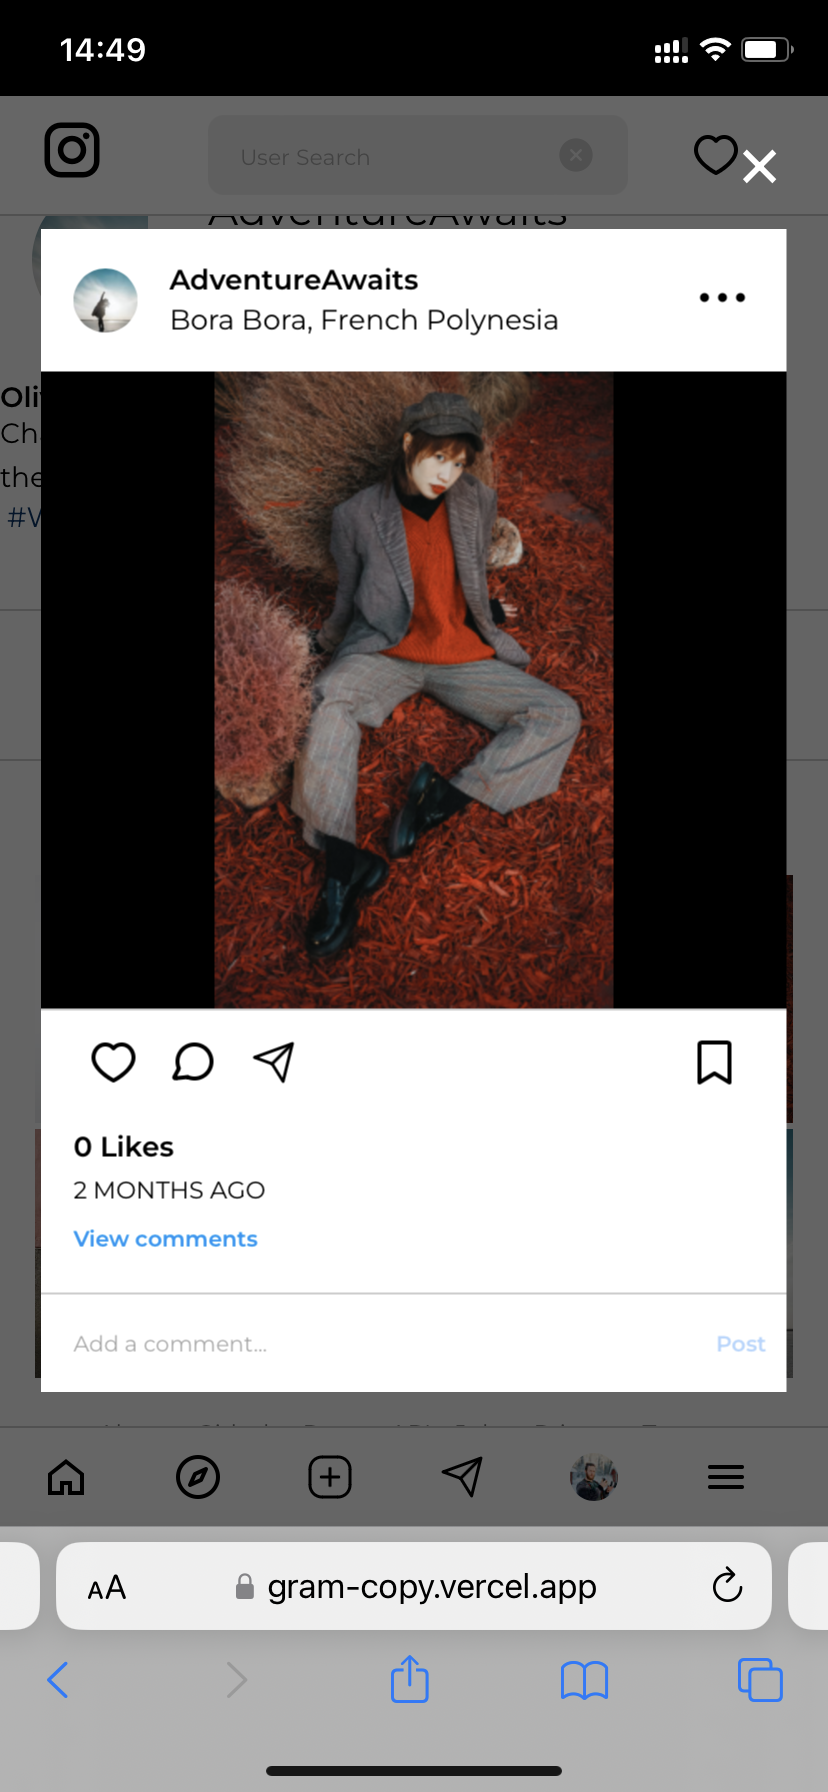 14:49
User Search
AdventureAwaits
AdventureAwaits
Bora Bora, French Polynesia
Oli
Ch
the
#W
0 Likes
2 MONTHS AGO
View comments
Add a comment...
Post
AA
gram-copy.vercel.app